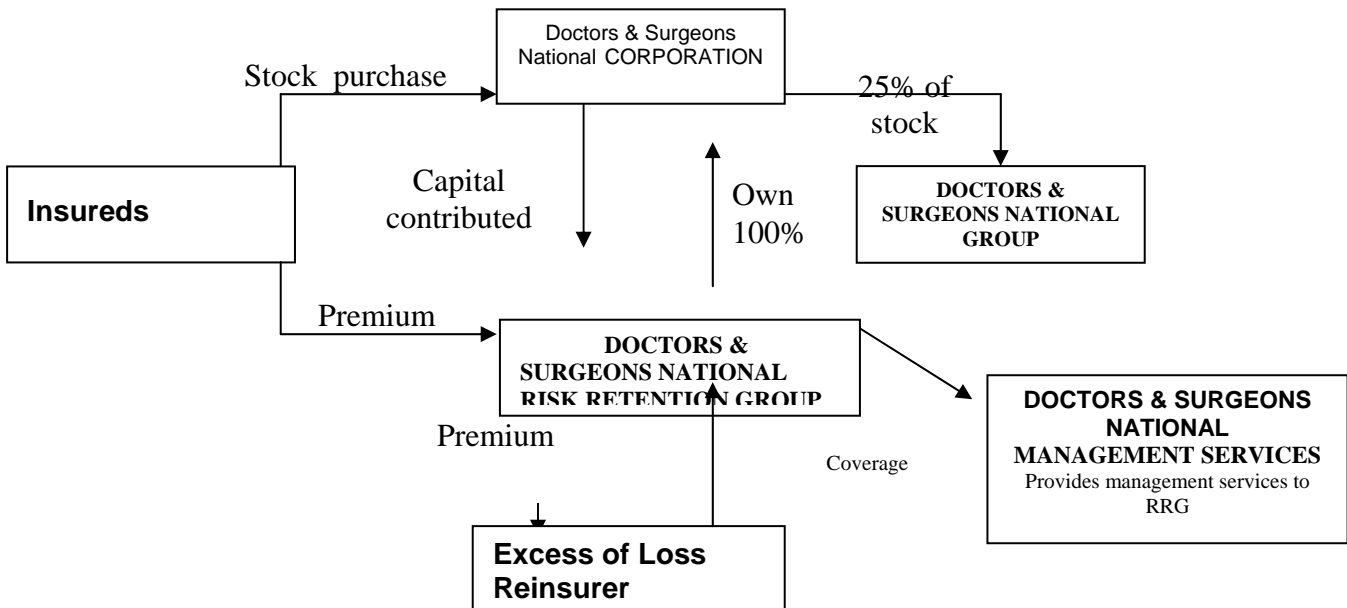 Doctors & Surgeons
National CORPORATION
Stock purchase
25% of
stock
Insureds
Capital
contributed
Own
100%
DOCTORS &
SURGEONS NATIONAL
GROUP
Premium
DOCTORS &
SURGEONS NATIONAL
RISK RETENTION GROUP
DOCTORS & SURGEONS
NATIONAL
MANAGEMENT SERVICES
Provides management services to
RRG
Premium
Coverage
Excess of Loss
Reinsurer